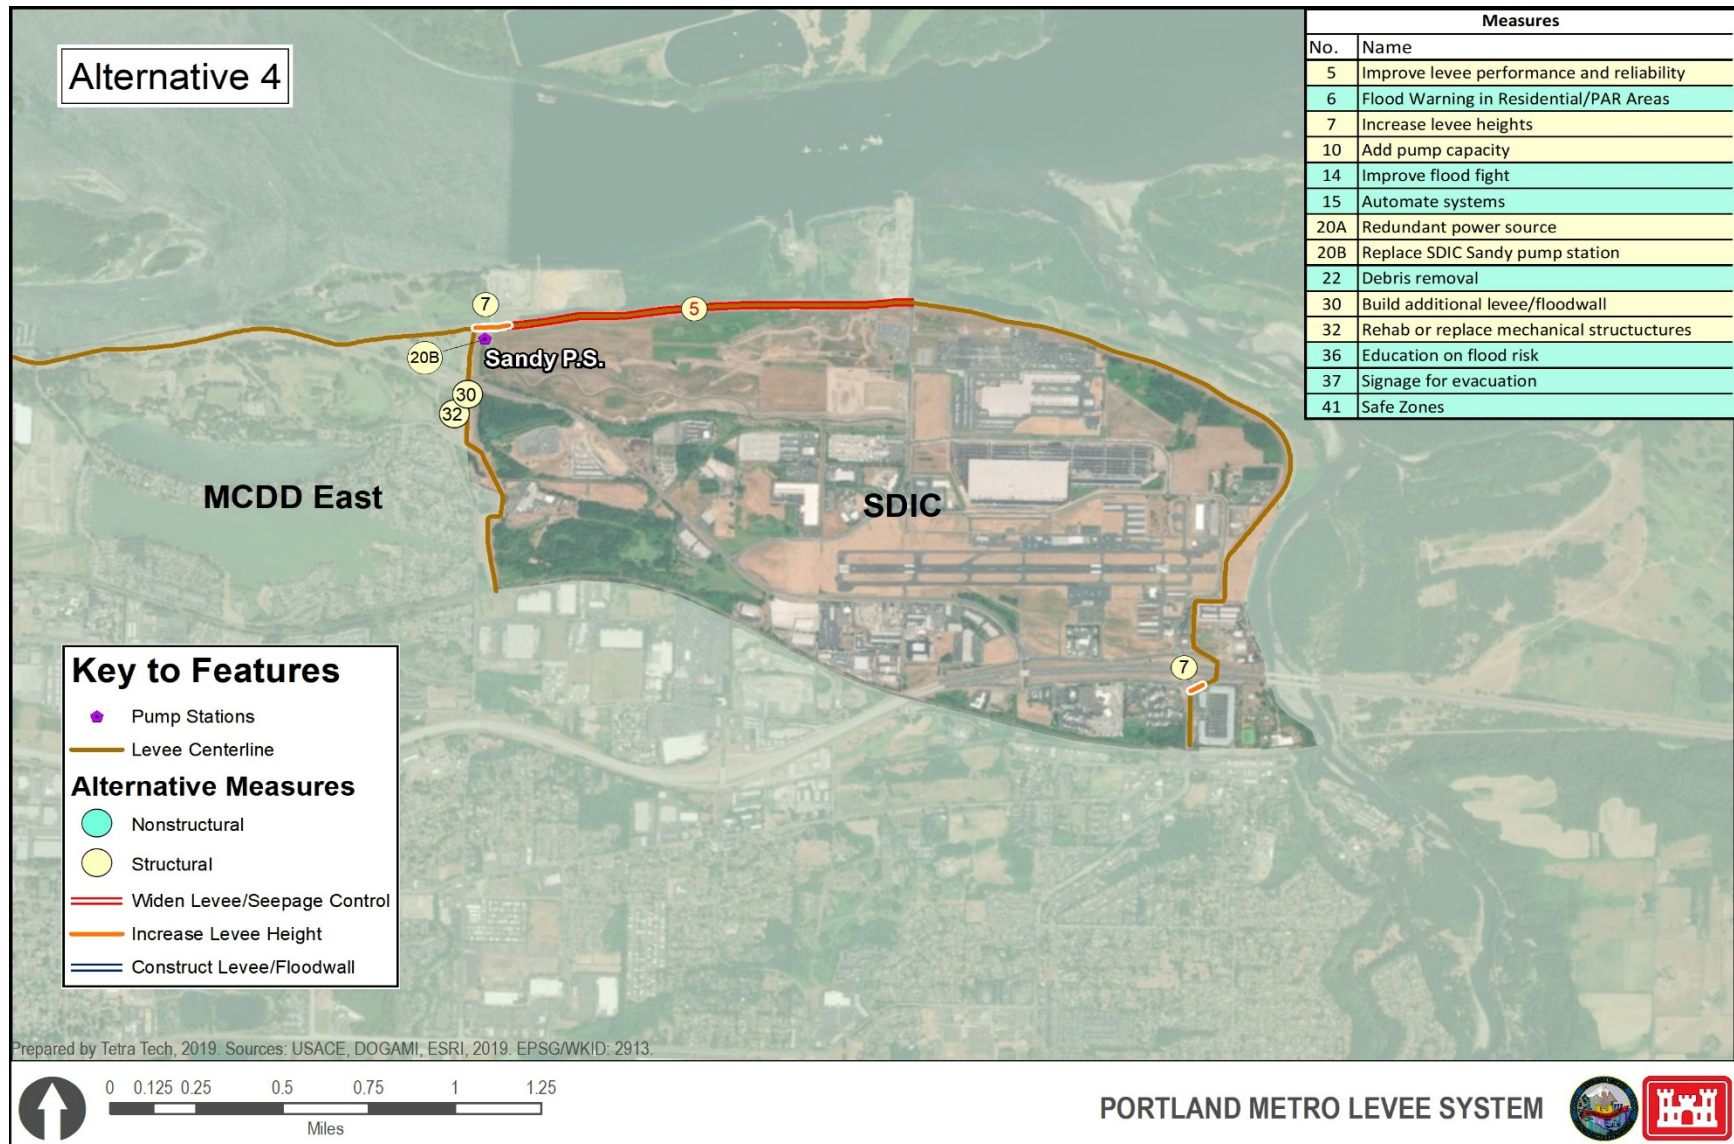 Alternative 4
Measures
No. Name
5 Improve levee performance and reliability
6 Flood Warning in Residential/PAR Areas
7 Increase levee heights
10 Add pump capacity
14 Improve flood fight
15 Automate systems
20A Redundant power source
20B Replace SDIC Sandy pump station
22 Debris removal
30 Build additional levee/floodwall
32 Rehab or replace mechanical structuctures
36 Education on flood risk
37 Signage for evacuation
41 Safe Zones
7
5
20B
Sandy P.S.
30
32
MCDD East
SDIC
7
Key to Features
Pump Stations
Levee Centerline
Alternative Measures
Nonstructural
Structural
Widen Levee/Seepage Control
Increase Levee Height
Construct Levee/Floodwall
Prepared by Tetra Tech, 2019. Sources: USACE, DOGAMI, ESRI, 2019. EPSG/WKID: 2913.
0 0.125 0.25 0.5 0.75 1 1.25
Miles
PORTLAND METRO LEVEE SYSTEM